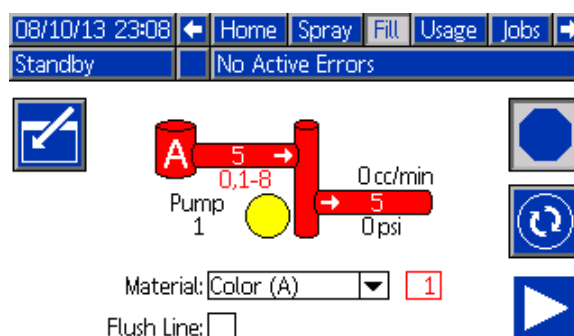 08/10/13 23:08 Home Spray Fill Usage Jobs
Standby No Active Errors
A 5
0,1-8
0 cc/min
Pump
1
5
0 psi
Material: Color (A) 1
Flush Line: